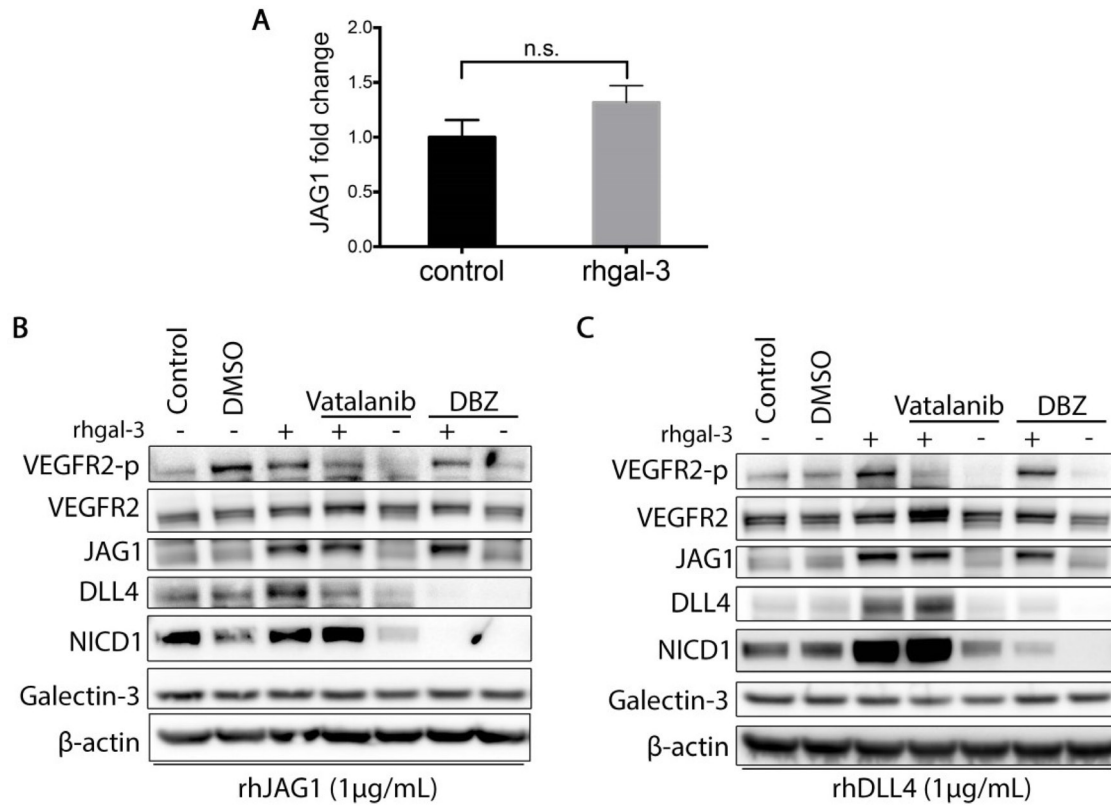 A
JAG1 fold change
2.0
1.5
1.0
0.5
0.0
n.s.
control
rhgal-3
B
Control
DMSO
Vatalanib
DBZ
rhgal-3 - - + + - + -
VEGFR2-p
VEGFR2
JAG1
DLL4
NICD1
Galectin-3
β-actin
rhJAG1 (1µg/mL)
C
Control
DMSO
Vatalanib
DBZ
rhgal-3 - - + + - + -
VEGFR2-p
VEGFR2
JAG1
DLL4
NICD1
Galectin-3
β-actin
rhDLL4 (1µg/mL)